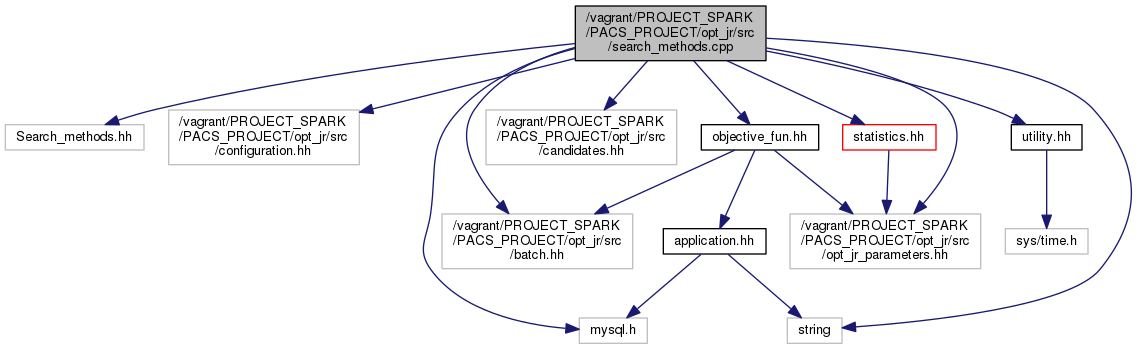 /vagrant/PROJECT_SPARK
/PACS_PROJECT/opt_jr/src
/search_methods.cpp
Search_methods.hh
/vagrant/PROJECT_SPARK
/PACS_PROJECT/opt_jr/src
/configuration.hh
/vagrant/PROJECT_SPARK
/PACS_PROJECT/opt_jr/src
/candidates.hh
objective_fun.hh
statistics.hh
utility.hh
/vagrant/PROJECT_SPARK
/PACS_PROJECT/opt_jr/src
/batch.hh
application.hh
/vagrant/PROJECT_SPARK
/PACS_PROJECT/opt_jr/src
/opt_jr_parameters.hh
sys/time.h
mysql.h
string